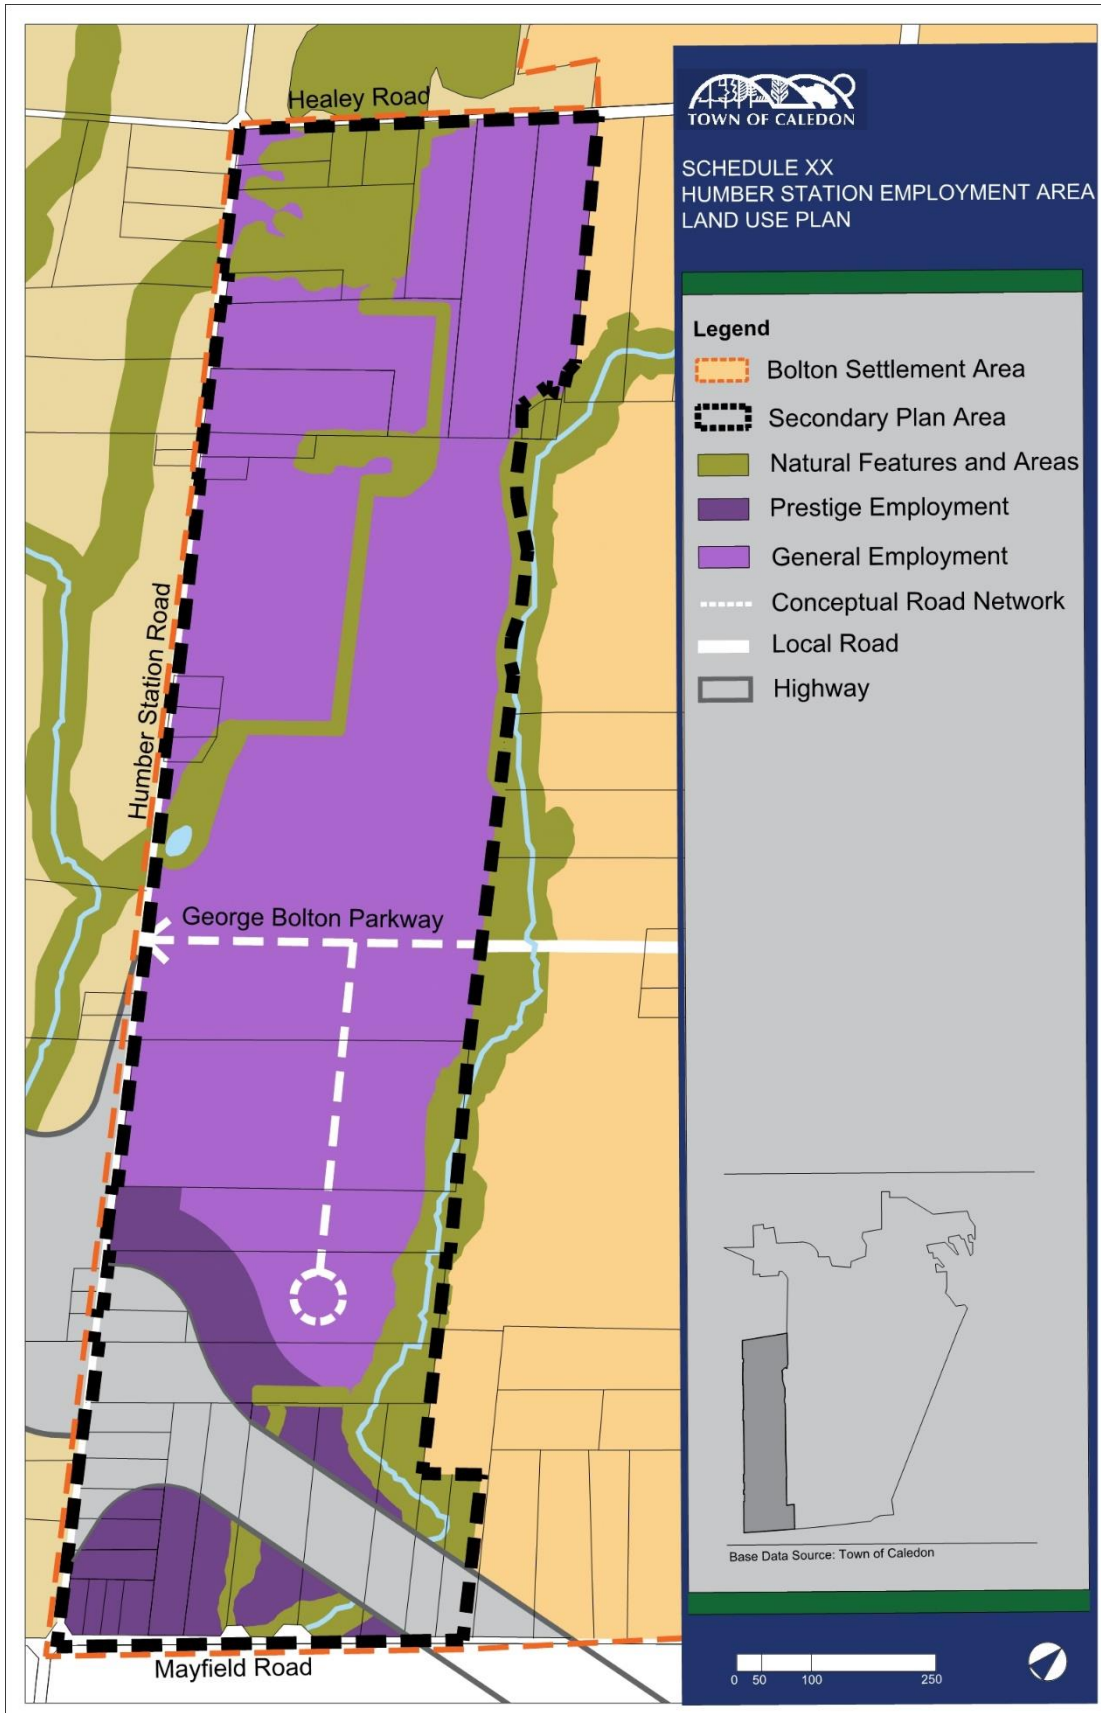 Healey Road
Humber Station Road
George Bolton Parkway
Mayfield Road
TOWN OF CALEDON
SCHEDULE XX
HUMBER STATION EMPLOYMENT AREA
LAND USE PLAN
Legend
Bolton Settlement Area
Secondary Plan Area
Natural Features and Areas
Prestige Employment
General Employment
Conceptual Road Network
Local Road
Highway
Base Data Source: Town of Caledon
0 50 100 250